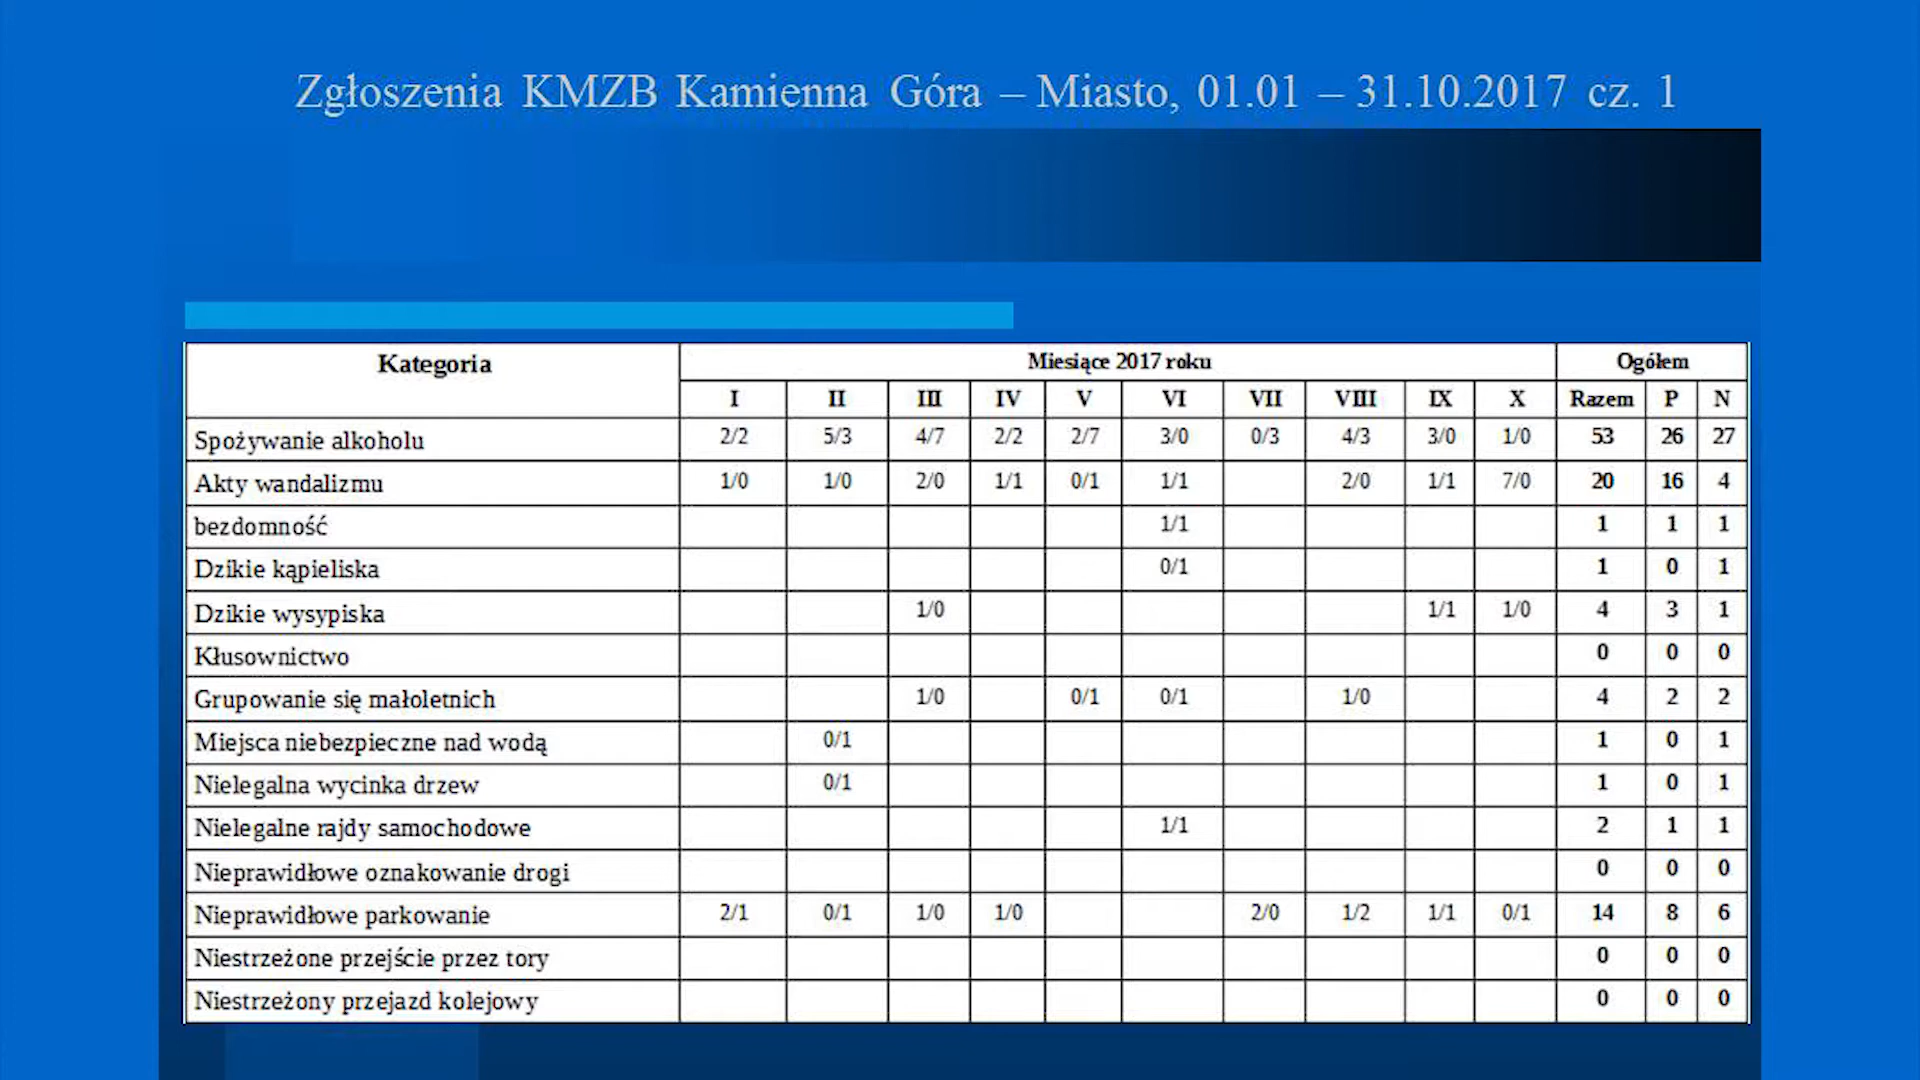 Zgłoszenia KMZB Kamienna Góra – Miasto, 01.01 – 31.10.2017 cz. 1
Kategoria Miesiące 2017 roku Ogółem
I II III IV V VI VII VIII IX X Razem P N
Spożywanie alkoholu 2/2 5/3 4/7 2/2 2/7 3/0 0/3 4/3 3/0 1/0 53 26 27
Akty wandalizmu 1/0 1/0 2/0 1/1 0/1 1/1 2/0 1/1 7/0 20 16 4
bezdomność 1/1 1 1 1
Dzikie kąpieliska 0/1 1 0 1
Dzikie wysypiska 1/0 1/1 1/0 4 3 1
Kłusownictwo 0 0 0
Grupowanie się małoletnich 1/0 0/1 0/1 1/0 4 2 2
Miejsca niebezpieczne nad wodą 0/1 1 0 1
Nielegalna wycinka drzew 0/1 1 0 1
Nielegalne rajdy samochodowe 1/1 2 1 1
Nieprawidłowe oznakowanie drogi 0 0 0
Nieprawidłowe parkowanie 2/1 0/1 1/0 1/0 2/0 1/2 1/1 0/1 14 8 6
Niestrzeżone przejście przez tory 0 0 0
Niestrzeżony przejazd kolejowy 0 0 0